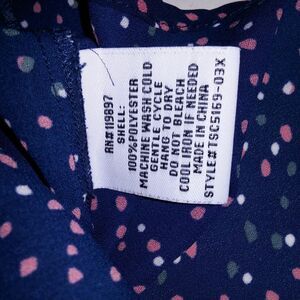 RN#119897
SHELL:
100%POLYESTER
MACHINE WASH COLD
GENTLE CYCLE
HANG TO DRY
DO NOT BLEACH
COOL IRON IF NEEDED
MADE IN CHINA
STYLE#TSC5169-03X